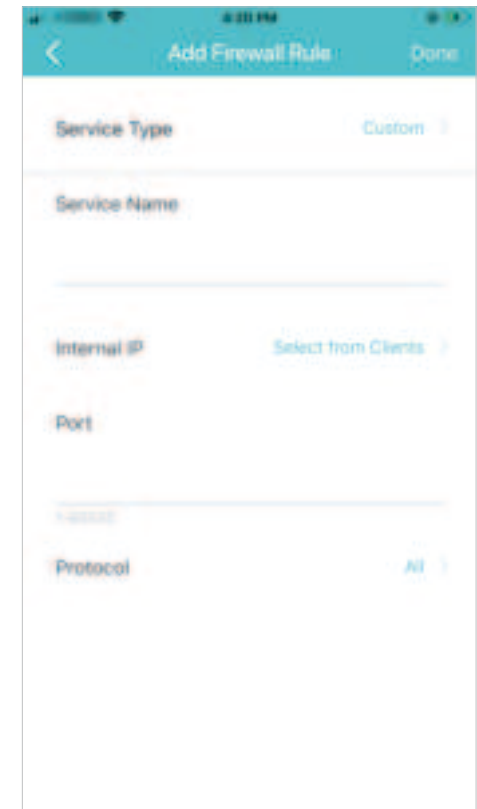 Add Firewall Rule Done
Service Type Custom
Service Name
Internal IP Select from Clients
Port
Protocol All